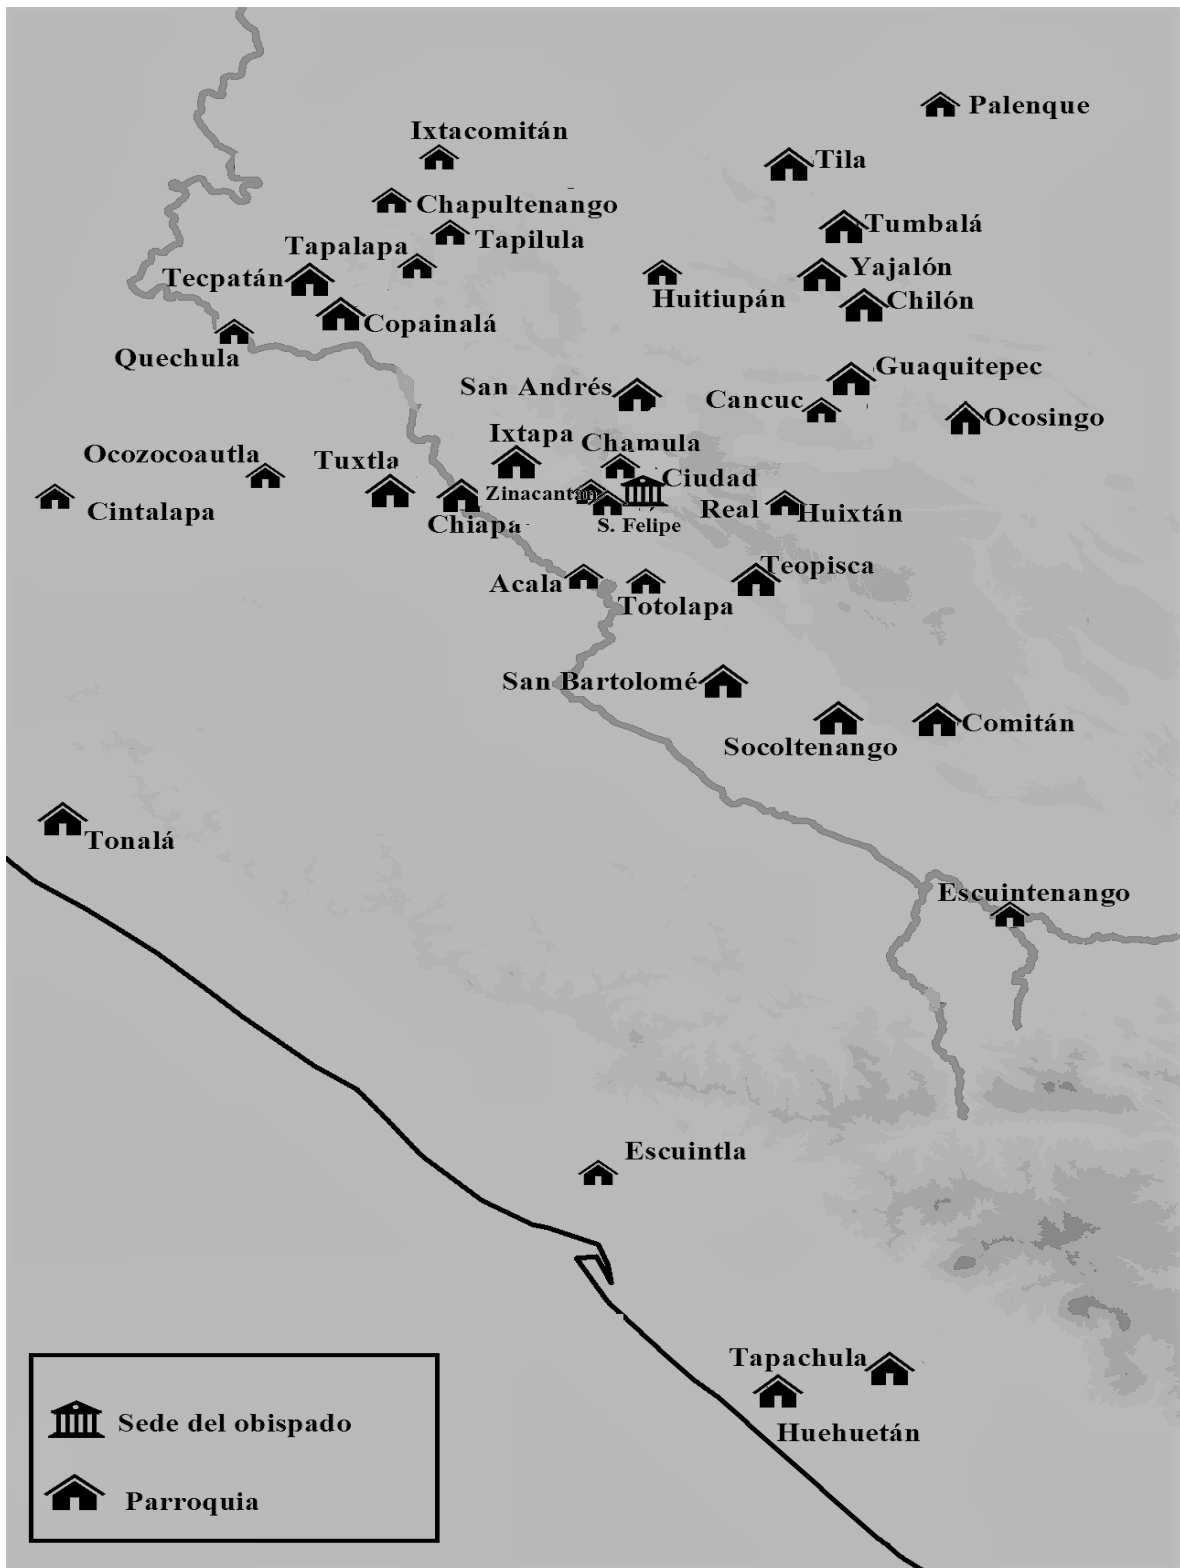 Palenque
Ixtacomitán
Tila
Chapultenango
Tumbalá
Tapalapa
Tapilula
Yajalón
Tecpatán
Huitiupán
Chilón
Copainalá
Quechula
Guaquitepec
San Andrés
Cancuc
Ocosingo
Ixtapa
Chamula
Ocozocoautla
Tuxtla
Ciudad
Real
Zinacantán
Cintalapa
Chiapa
S. Felipe
Huixtán
Teopisca
Acala
Totolapa
San Bartolomé
Comitán
Socoltenango
Tonalá
Escuintenango
Escuintla
Tapachula
Huehuetán
Sede del obispado
Parroquia